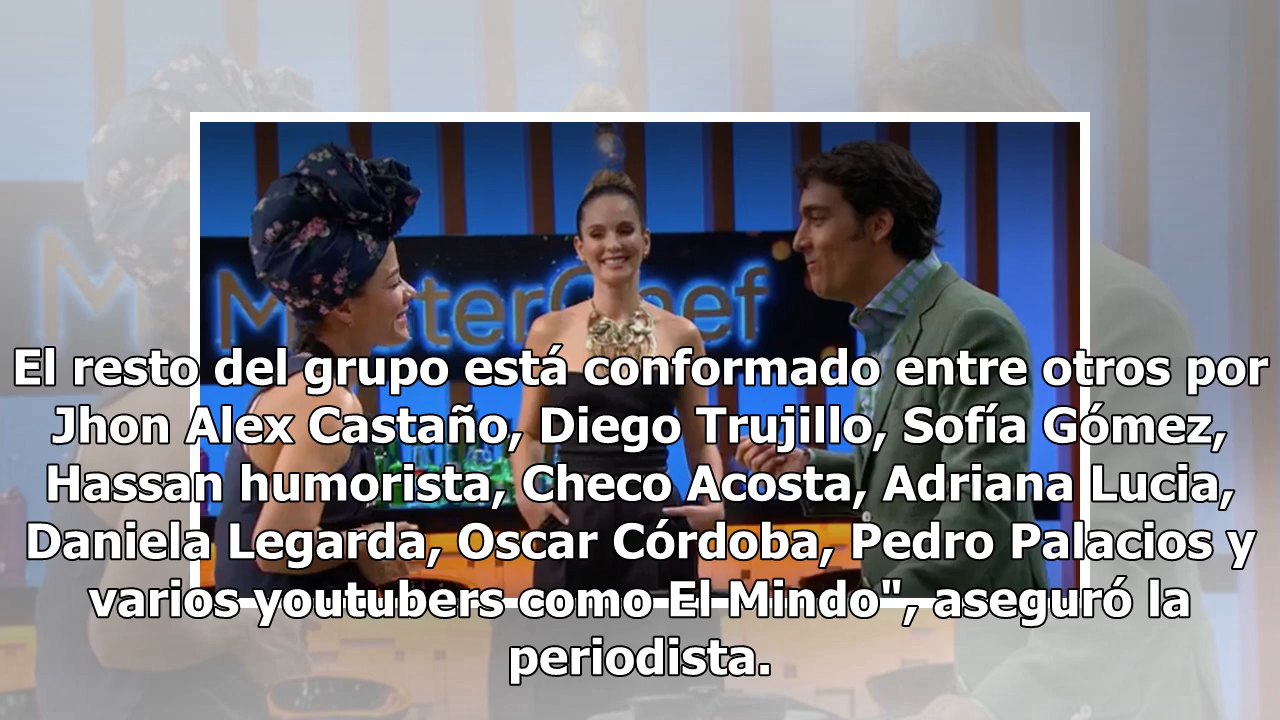 MasterChef
El resto del grupo está conformado entre otros por
Jhon Alex Castaño, Diego Trujillo, Sofía Gómez,
Hassan humorista, Checo Acosta, Adriana Lucia,
Daniela Legarda, Oscar Córdoba, Pedro Palacios y
varios youtubers como El Mindo", aseguró la
periodista.